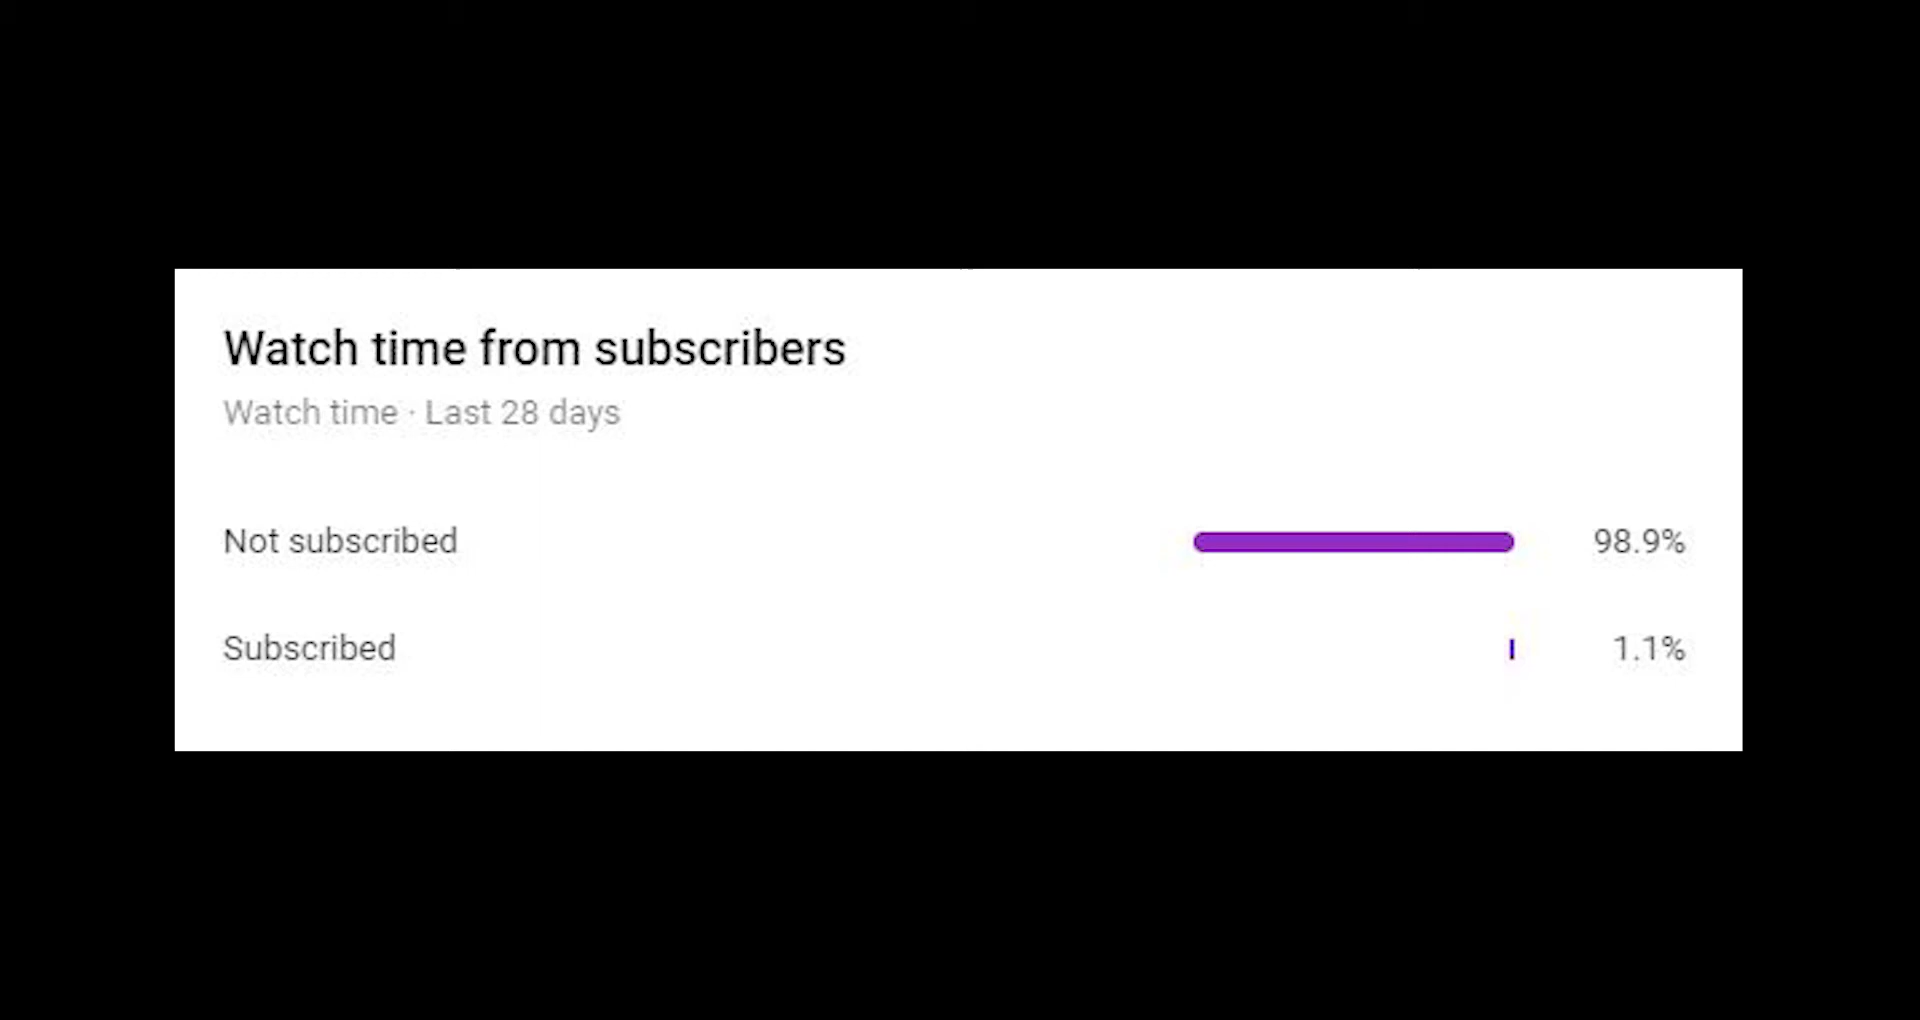 Watch time from subscribers
Watch time · Last 28 days
Not subscribed 98.9%
Subscribed 1.1%